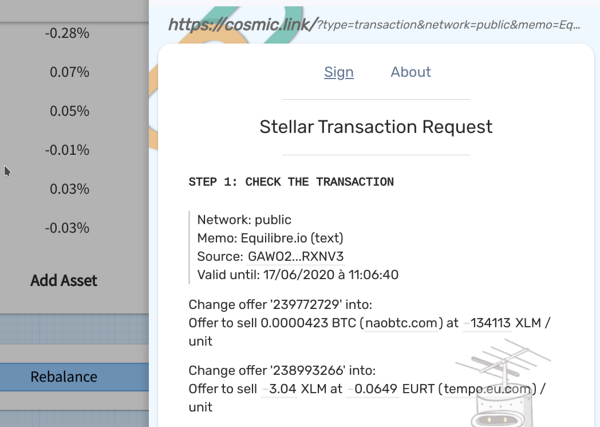 -0.28%
0.07%
0.05%
-0.01%
0.03%
-0.03%
Add Asset
Rebalance
https://cosmic.link/?type=transaction&network=public&memo=Eq...
Sign About
Stellar Transaction Request
STEP 1: CHECK THE TRANSACTION
Network: public
Memo: Equilibre.io (text)
Source: GAWO2...RXNV3
Valid until: 17/06/2020 à 11:06:40
Change offer '239772729' into:
Offer to sell 0.0000423 BTC (naobtc.com) at ~134113 XLM /
unit
Change offer '238993266' into:
Offer to sell ~3.04 XLM at ~0.0649 EURT (tempo.eu.com) /
unit